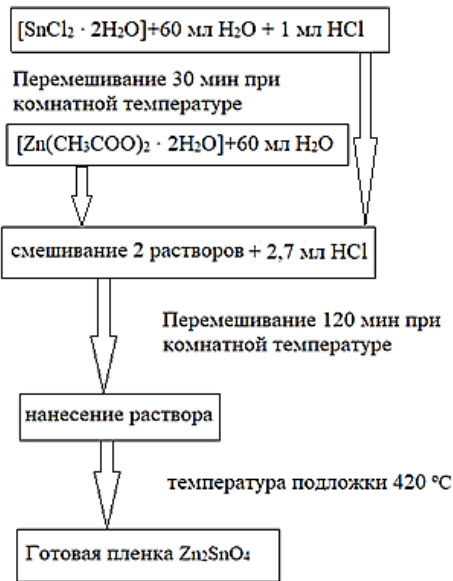 [SnCl₂ · 2H₂O]+60 мл H₂O + 1 мл HCl
Перемешивание 30 мин при
комнатной температуре
[Zn(CH₃COO)₂ · 2H₂O]+60 мл H₂O
смешивание 2 растворов + 2,7 мл HCl
Перемешивание 120 мин при
комнатной температуре
нанесение раствора
температура подложки 420 ºC
Готовая пленка Zn₂SnO₄